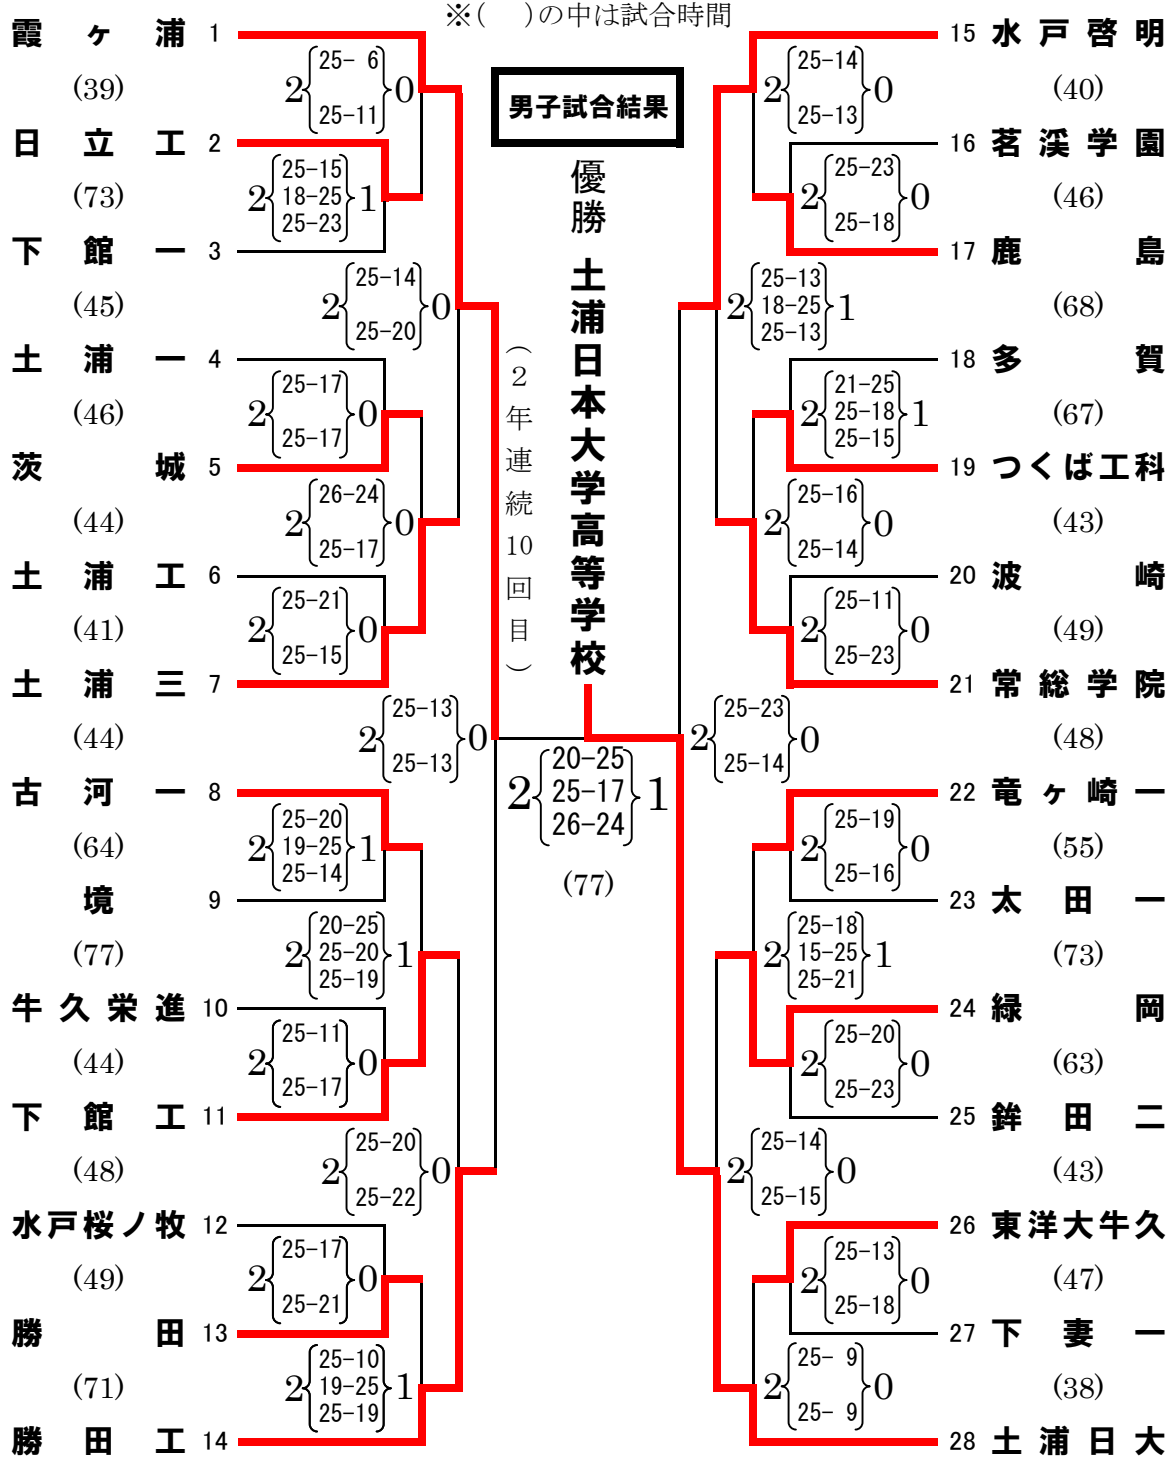 ※(　)の中は試合時間
男子試合結果
優勝 土浦日本大学高等学校
（2年連続10回目）
霞ヶ浦 1
25- 6
2 0
25-11
(39)
日立工 2
25-15
2 18-25 1
25-23
(73)
下館一 3
25-14
2 0
25-20
(45)
土浦一 4
25-17
2 0
25-17
(46)
茨城 5
26-24
2 0
25-17
(44)
土浦工 6
25-21
2 0
25-15
(41)
土浦三 7
25-13
2 0
25-13
(44)
古河一 8
25-20
2 19-25 1
25-14
(64)
境 9
20-25
2 25-20 1
25-19
(77)
牛久栄進 10
25-11
2 0
25-17
(44)
下館工 11
25-20
2 0
25-22
(48)
水戸桜ノ牧 12
25-17
2 0
25-21
(49)
勝田 13
25-10
2 19-25 1
25-19
(71)
勝田工 14
20-25
2 25-17 1
26-24
(77)
15 水戸啓明
25-14
2 0
25-13
(40)
16 茗溪学園
25-23
2 0
25-18
(46)
17 鹿島
25-13
2 18-25 1
25-13
(68)
18 多賀
21-25
2 25-18 1
25-15
(67)
19 つくば工科
25-16
2 0
25-14
(43)
20 波崎
25-11
2 0
25-23
(49)
21 常総学院
25-23
2 0
25-14
(48)
22 竜ヶ崎一
25-19
2 0
25-16
(55)
23 太田一
25-18
2 15-25 1
25-21
(73)
24 緑岡
25-20
2 0
25-23
(63)
25 鉾田二
25-14
2 0
25-15
(43)
26 東洋大牛久
25-13
2 0
25-18
(47)
27 下妻一
25- 9
2 0
25- 9
(38)
28 土浦日大